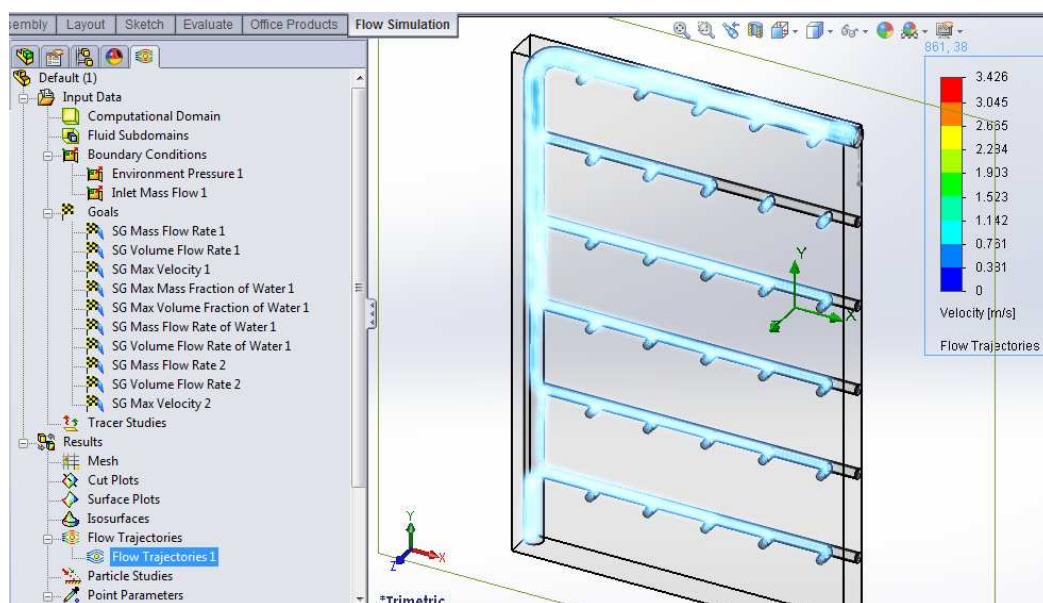 embly Layout Sketch Evaluate Office Products Flow Simulation
Default (1)
Input Data
Computational Domain
Fluid Subdomains
Boundary Conditions
Environment Pressure 1
Inlet Mass Flow 1
Goals
SG Mass Flow Rate 1
SG Volume Flow Rate 1
SG Max Velocity 1
SG Max Mass Fraction of Water 1
SG Max Volume Fraction of Water 1
SG Mass Flow Rate of Water 1
SG Volume Flow Rate of Water 1
SG Mass Flow Rate 2
SG Volume Flow Rate 2
SG Max Velocity 2
Tracer Studies
Results
Mesh
Cut Plots
Surface Plots
Isosurfaces
Flow Trajectories
Flow Trajectories 1
Particle Studies
Point Parameters
861, 38
3.426
3.045
2.665
2.284
1.903
1.523
1.142
0.761
0.381
0
Velocity [m/s]
Flow Trajectories
Y
X
Z
Y
X
Z
*Trimetric